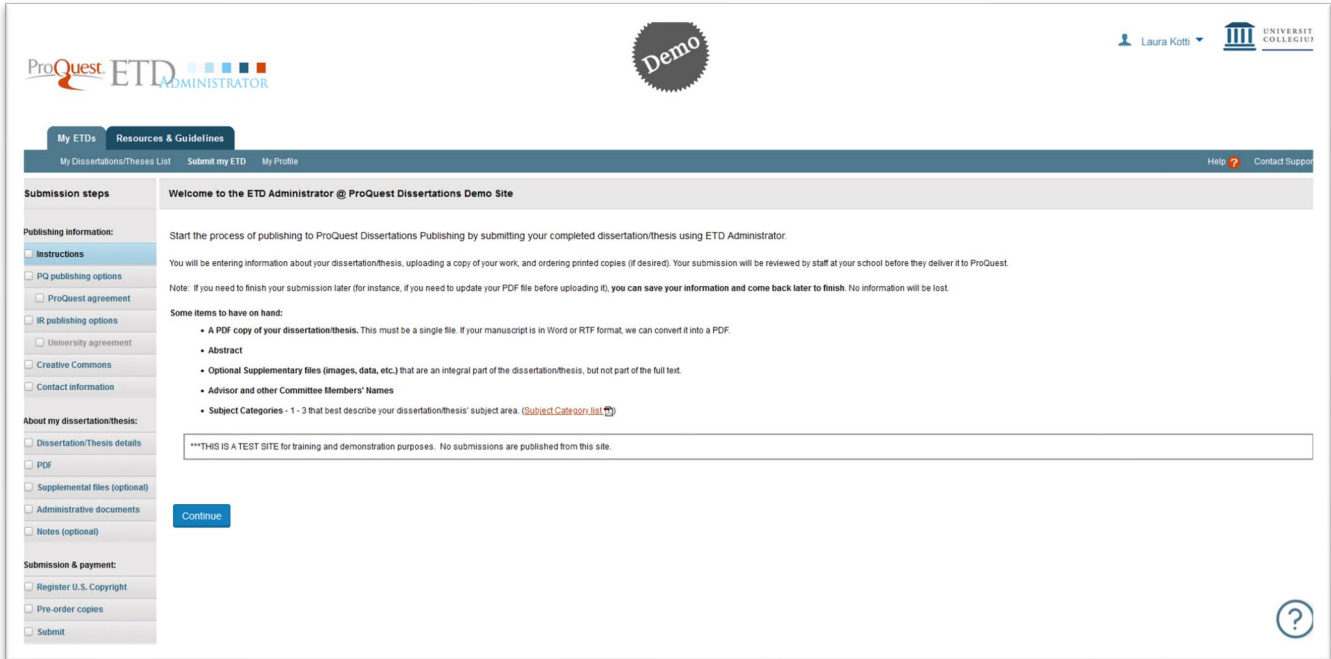 ProQuest. ETD ADMINISTRATOR
Demo
Laura Kotti
UNIVERSIT
COLLEGIU
My ETDs Resources & Guidelines
My Dissertations/Theses List Submit my ETD My Profile Help ? Contact Suppor
Submission steps
Publishing information:
Instructions
PQ publishing options
ProQuest agreement
IR publishing options
University agreement
Creative Commons
Contact information
About my dissertation/thesis:
Dissertation/Thesis details
PDF
Supplemental files (optional)
Administrative documents
Notes (optional)
Submission & payment:
Register U.S. Copyright
Pre-order copies
Submit
Welcome to the ETD Administrator @ ProQuest Dissertations Demo Site
Start the process of publishing to ProQuest Dissertations Publishing by submitting your completed dissertation/thesis using ETD Administrator.
You will be entering information about your dissertation/thesis, uploading a copy of your work, and ordering printed copies (if desired). Your submission will be reviewed by staff at your school before they deliver it to ProQuest.
Note: If you need to finish your submission later (for instance, if you need to update your PDF file before uploading it), you can save your information and come back later to finish. No information will be lost.
Some items to have on hand:
• A PDF copy of your dissertation/thesis. This must be a single file. If your manuscript is in Word or RTF format, we can convert it into a PDF.
• Abstract
• Optional Supplementary files (images, data, etc.) that are an integral part of the dissertation/thesis, but not part of the full text.
• Advisor and other Committee Members' Names
• Subject Categories - 1 - 3 that best describe your dissertation/thesis' subject area. (Subject Category list)
***THIS IS A TEST SITE for training and demonstration purposes. No submissions are published from this site.
Continue
?